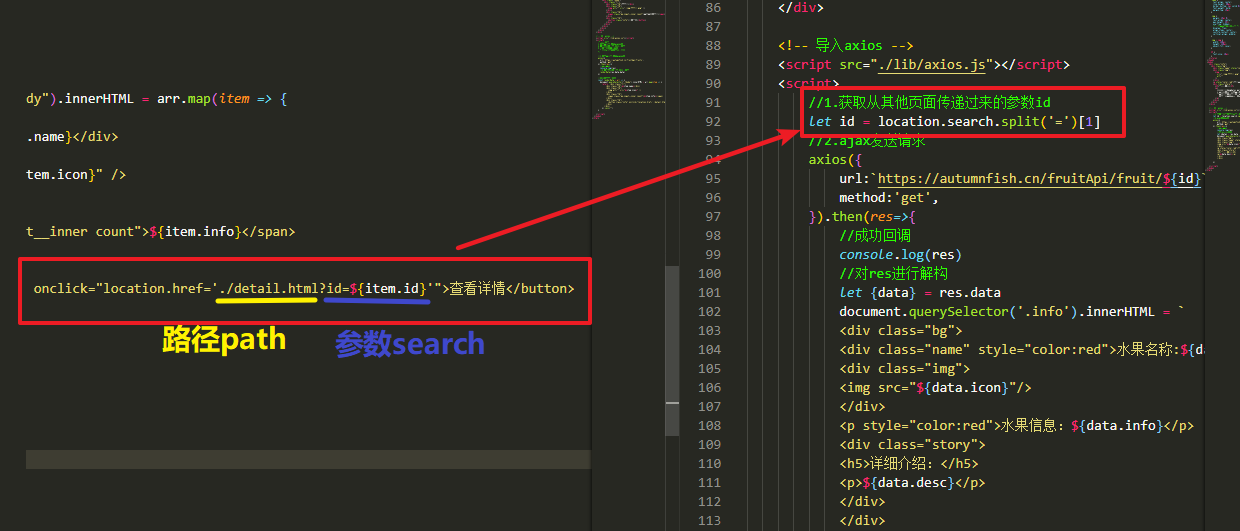 dy").innerHTML = arr.map(item => {
.name}</div>
tem.icon}" />
t__inner count">${item.info}</span>
onclick="location.href='./detail.html?id=${item.id}'">查看详情</button>
路径path
参数search
86 </div>
87
88 <!-- 导入axios -->
89 <script src="./lib/axios.js"></script>
90 <script>
91 //1.获取从其他页面传递过来的参数id
92 let id = location.search.split('=')[1]
93 //2.ajax发送请求
94 axios({
95 url:`https://autumnfish.cn/fruitApi/fruit/${id}`
96 method:'get',
97 }).then(res=>{
98 //成功回调
99 console.log(res)
100 //对res进行解构
101 let {data} = res.data
102 document.querySelector('.info').innerHTML = `
103 <div class="bg">
104 <div class="name" style="color:red">水果名称:${da
105 <div class="img">
106 <img src="${data.icon}"/>
107 </div>
108 <p style="color:red">水果信息: ${data.info}</p>
109 <div class="story">
110 <h5>详细介绍: </h5>
111 <p>${data.desc}</p>
112 </div>
113 </div>